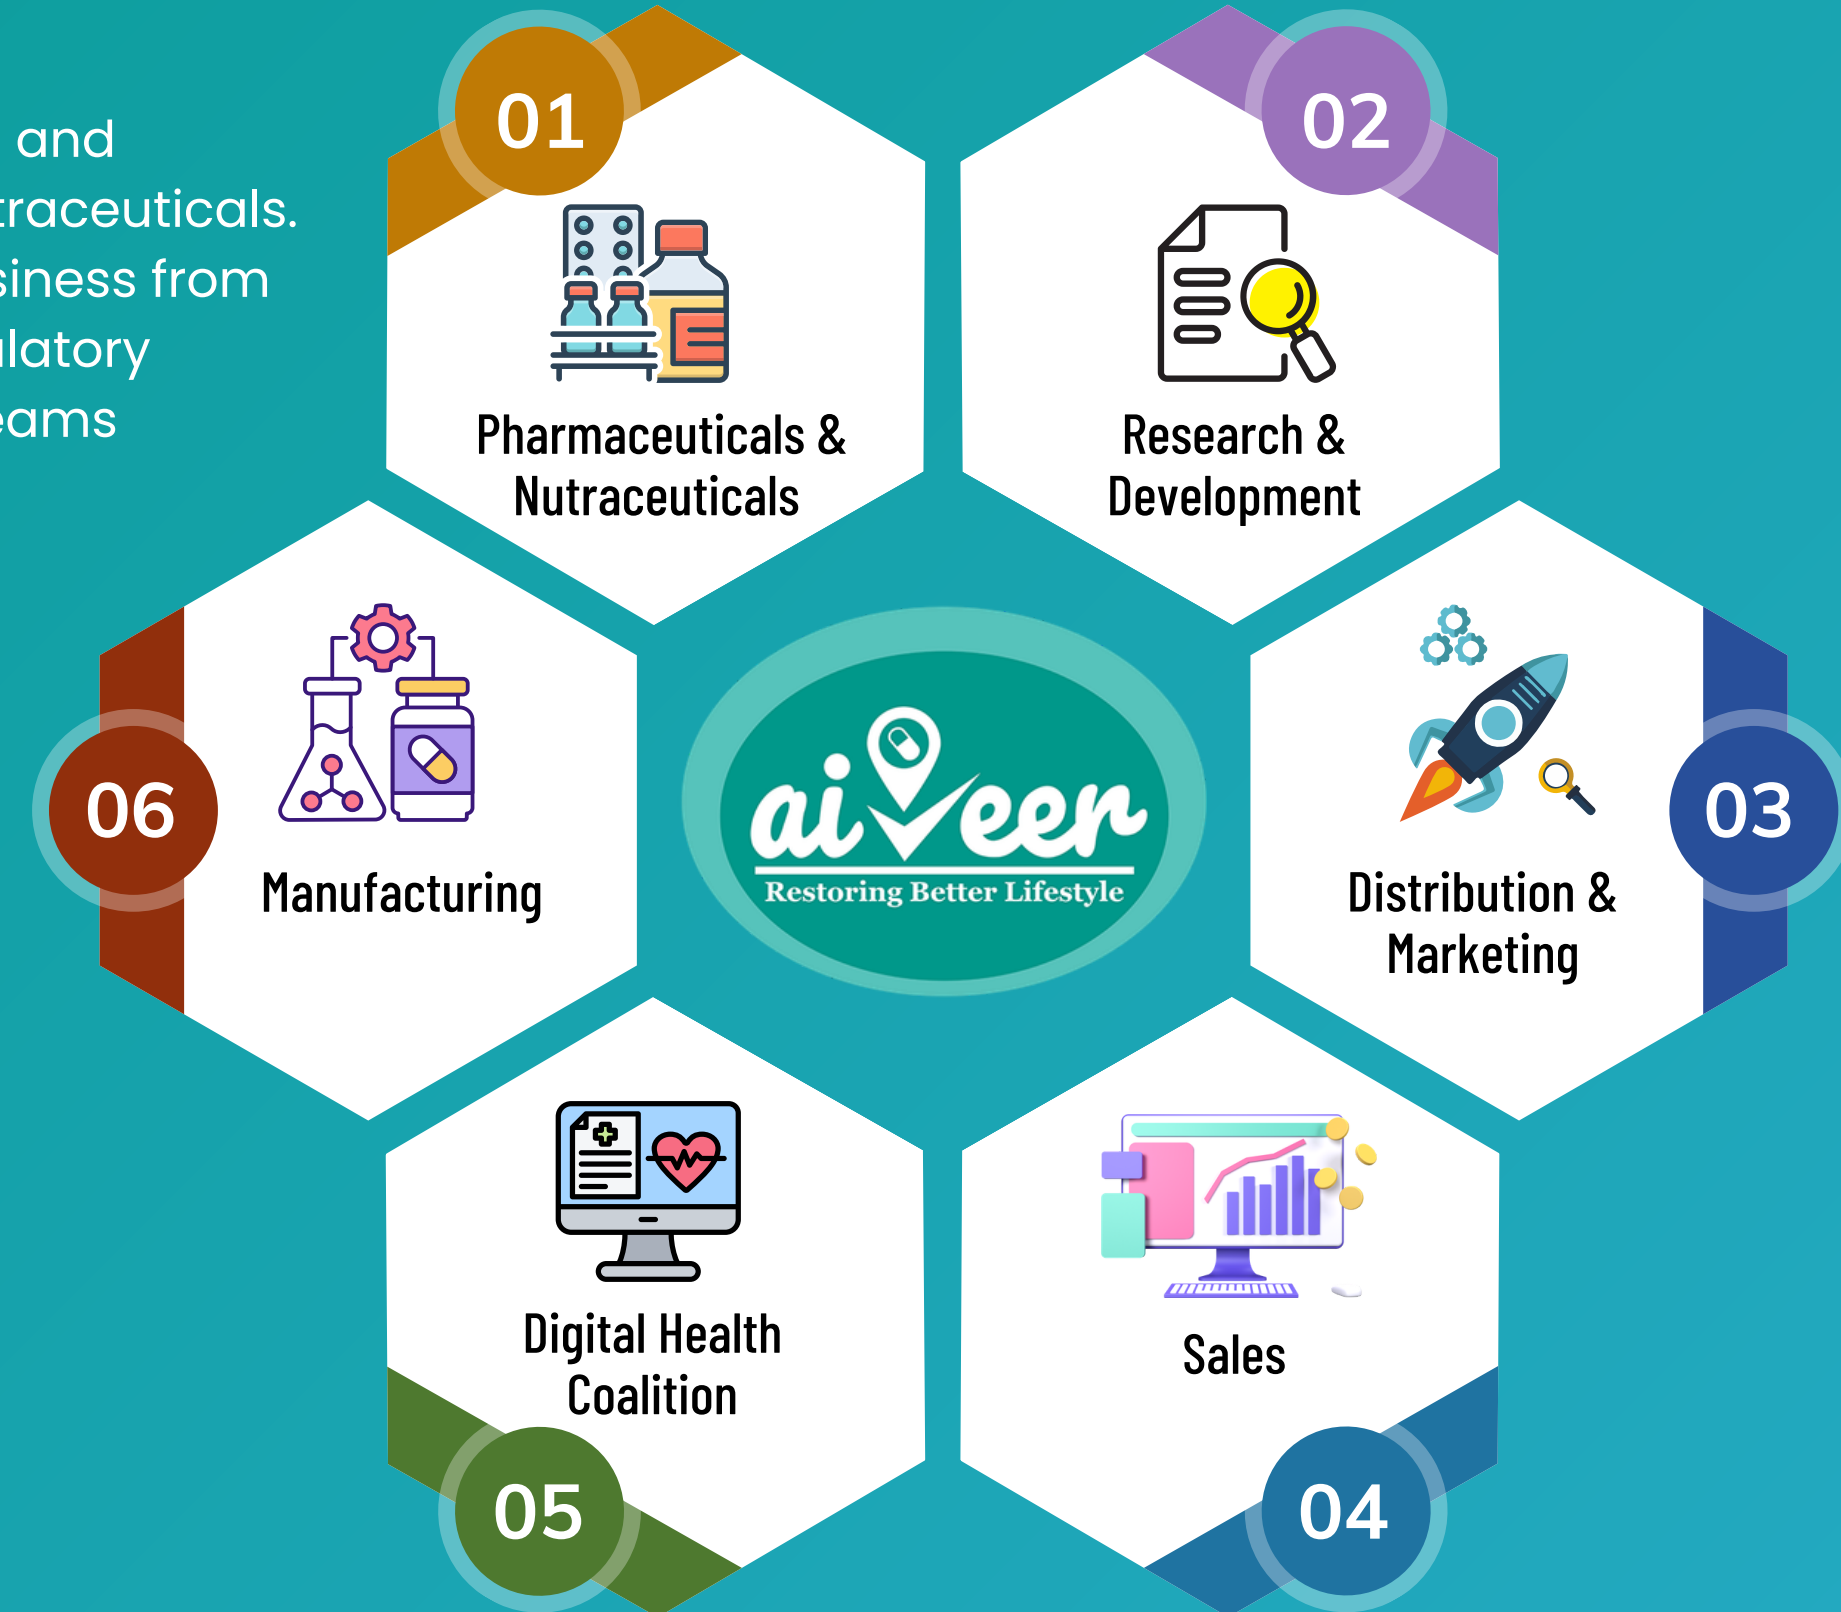 and
traceuticals.
siness from
ulatory
eams
01
Pharmaceuticals &
Nutraceuticals
02
Research &
Development
03
Distribution &
Marketing
04
Sales
05
Digital Health
Coalition
06
Manufacturing
aiveer
Restoring Better Lifestyle